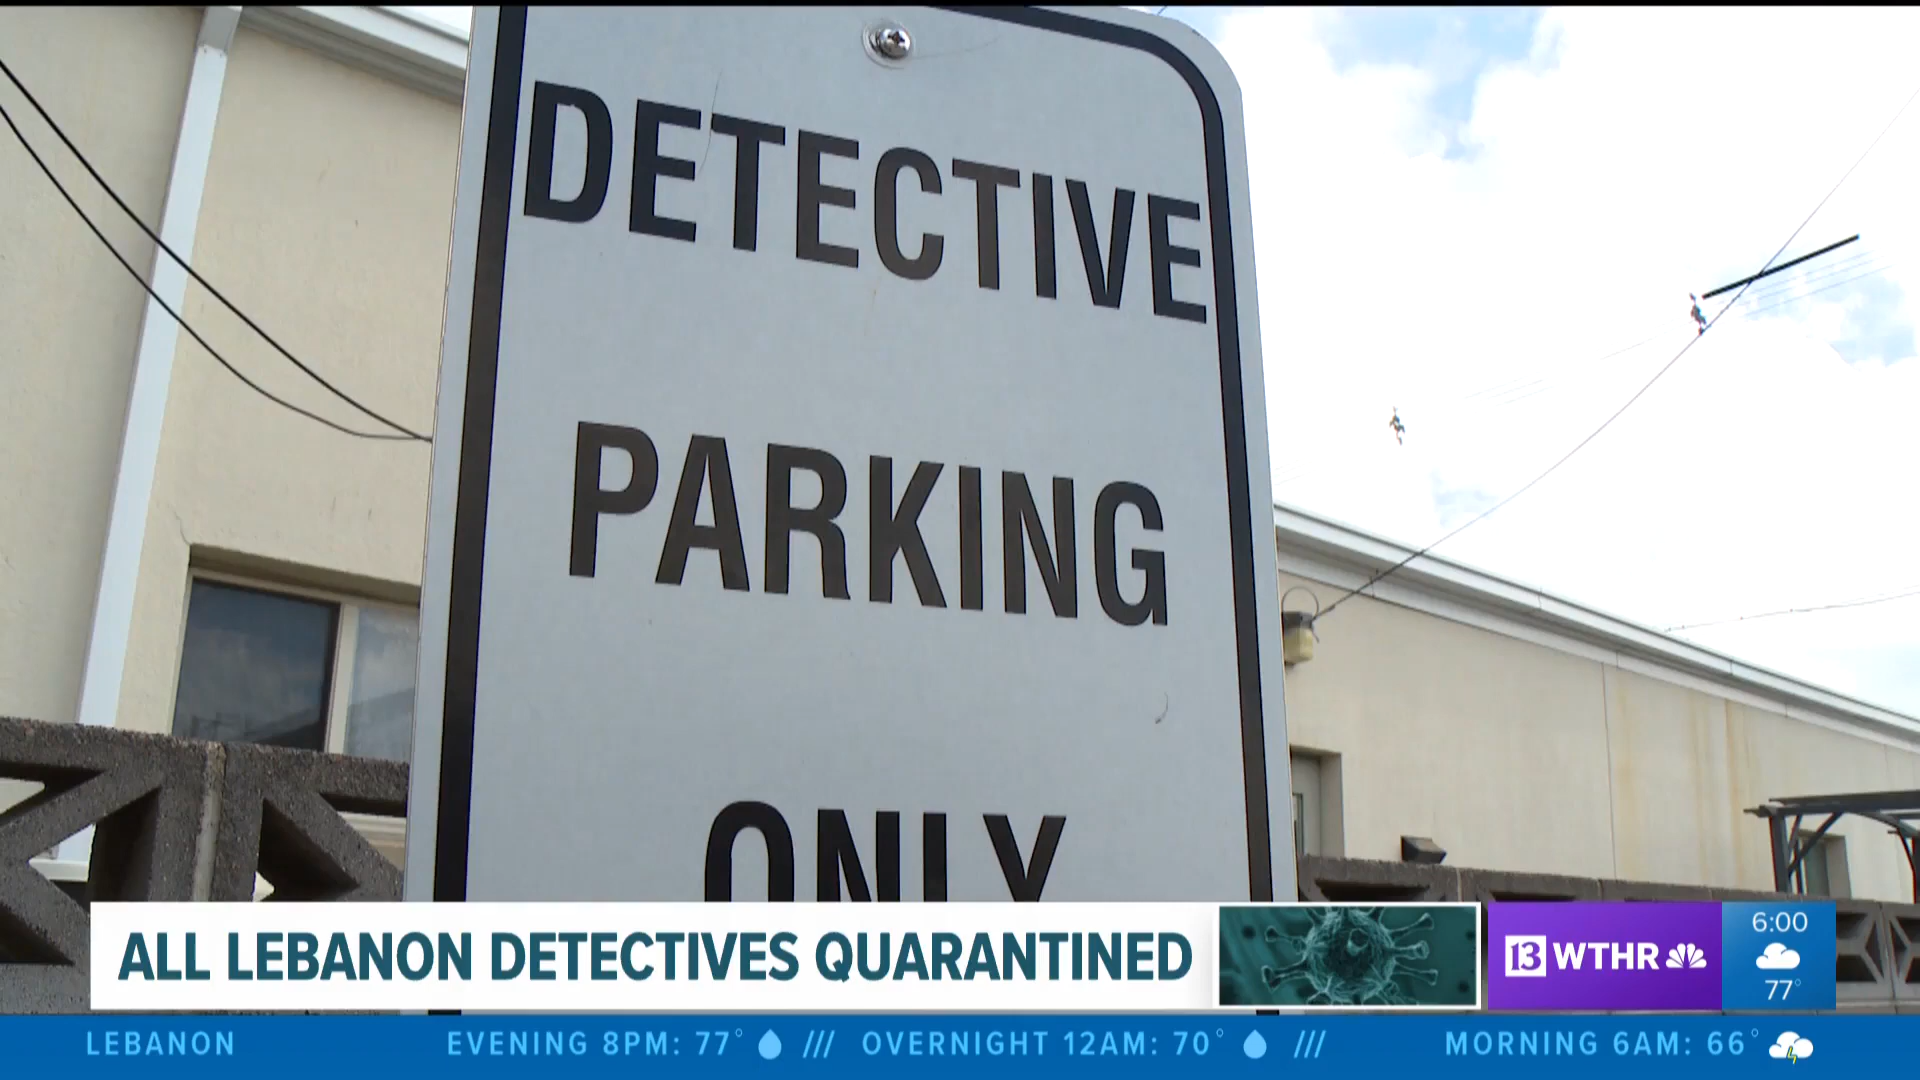 DETECTIVE
PARKING
ONLY
ALL LEBANON DETECTIVES QUARANTINED
13 WTHR
6:00
77°
LEBANON EVENING 8PM: 77° /// OVERNIGHT 12AM: 70° /// MORNING 6AM: 66°